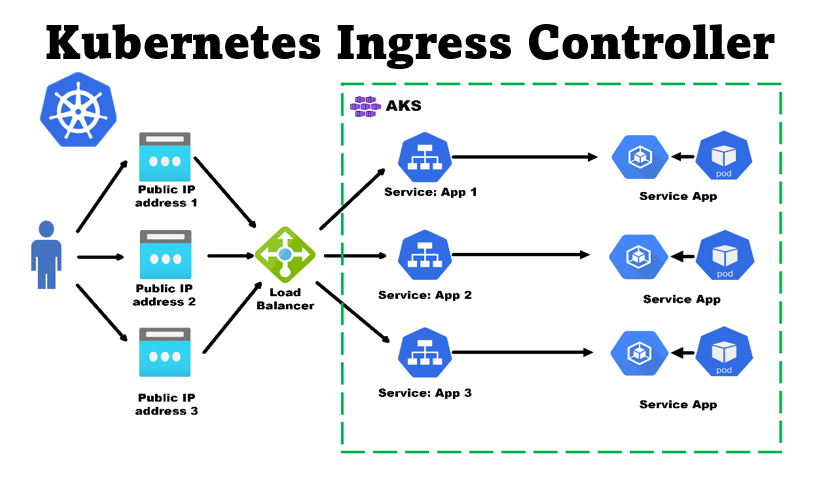 Kubernetes Ingress Controller
AKS
Public IP
address 1
Public IP
address 2
Public IP
address 3
Load
Balancer
Service: App 1
Service: App 2
Service: App 3
pod
Service App
pod
Service App
pod
Service App